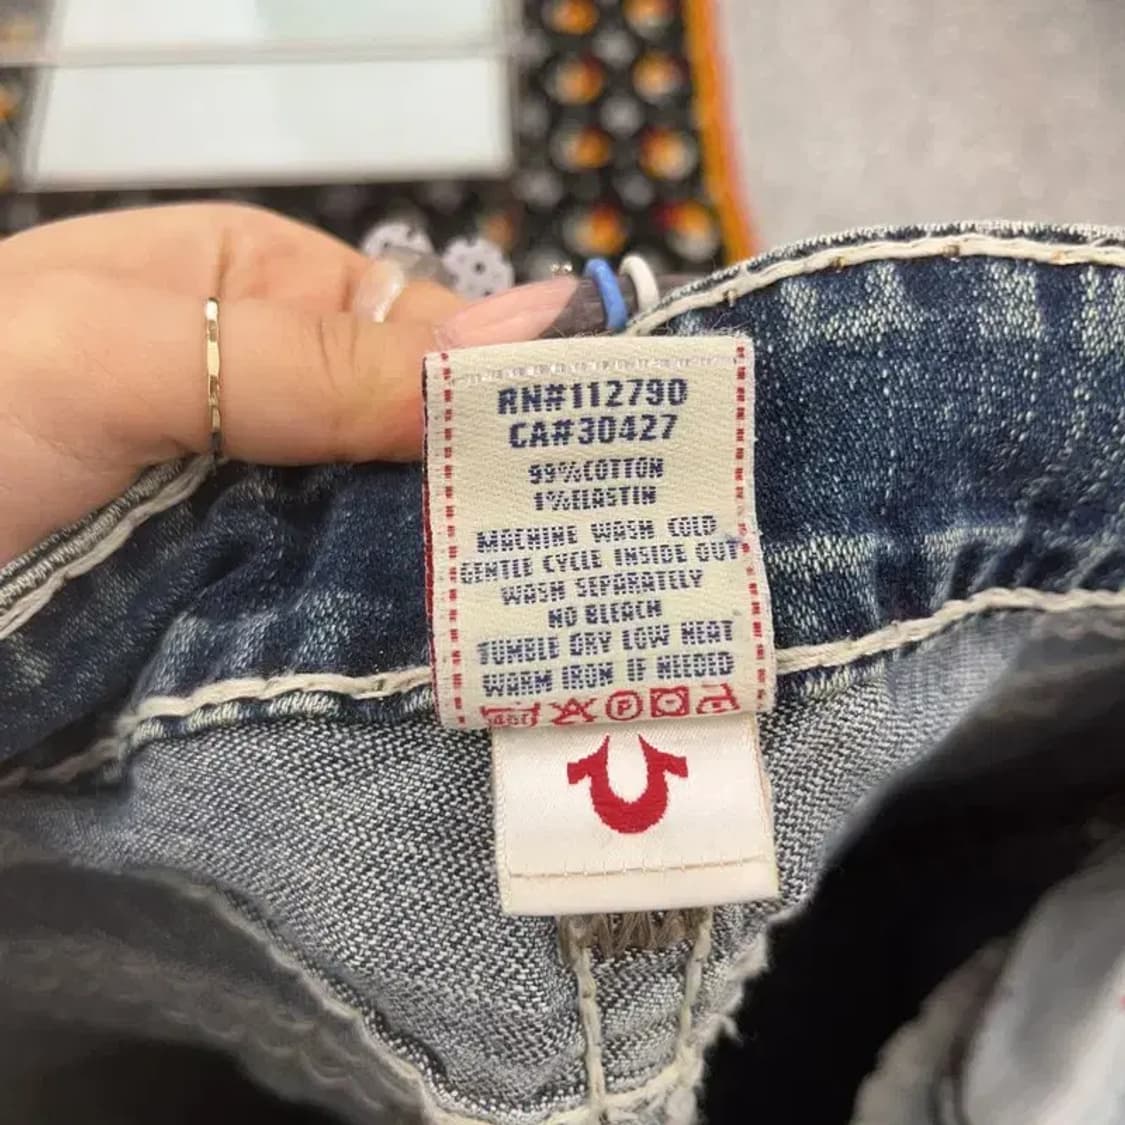 RN#112790
CA#30427
99%COTTON
1%ELASTIN
MACHINE WASH COLD
GENTLE CYCLE INSIDE OUT
WASH SEPARATELY
NO BLEACH
TUMBLE DRY LOW HEAT
WARM IRON IF NEEDED
40c P